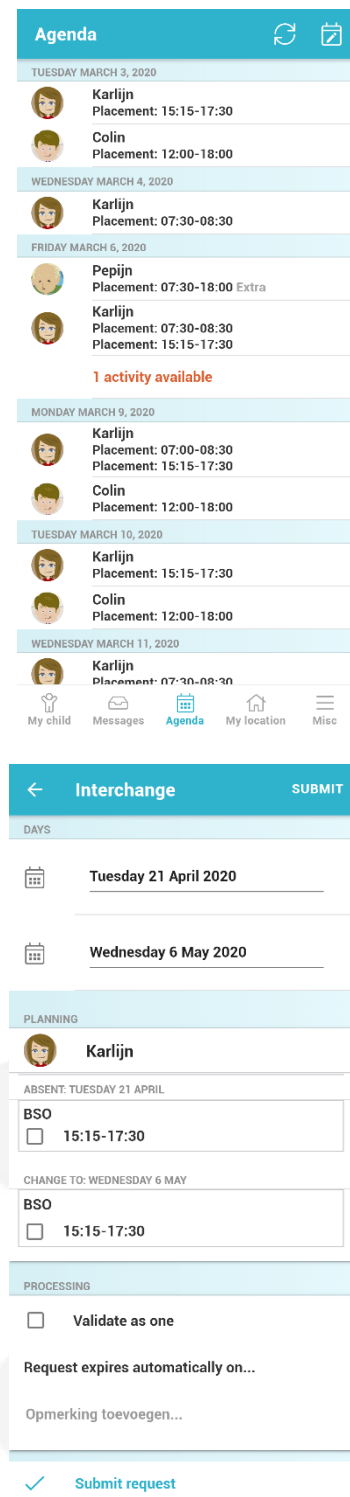 Agenda
TUESDAY MARCH 3, 2020
Karlijn
Placement: 15:15-17:30
Colin
Placement: 12:00-18:00
WEDNESDAY MARCH 4, 2020
Karlijn
Placement: 07:30-08:30
FRIDAY MARCH 6, 2020
Pepijn
Placement: 07:30-18:00 Extra
Karlijn
Placement: 07:30-08:30
Placement: 15:15-17:30
1 activity available
MONDAY MARCH 9, 2020
Karlijn
Placement: 07:00-08:30
Placement: 15:15-17:30
Colin
Placement: 12:00-18:00
TUESDAY MARCH 10, 2020
Karlijn
Placement: 15:15-17:30
Colin
Placement: 12:00-18:00
WEDNESDAY MARCH 11, 2020
Karlijn
Placement: 07:30-08:30
My child Messages Agenda My location Misc
Interchange SUBMIT
DAYS
Tuesday 21 April 2020
Wednesday 6 May 2020
PLANNING
Karlijn
ABSENT: TUESDAY 21 APRIL
BSO
15:15-17:30
CHANGE TO: WEDNESDAY 6 MAY
BSO
15:15-17:30
PROCESSING
Validate as one
Request expires automatically on...
Opmerking toevoegen...
Submit request